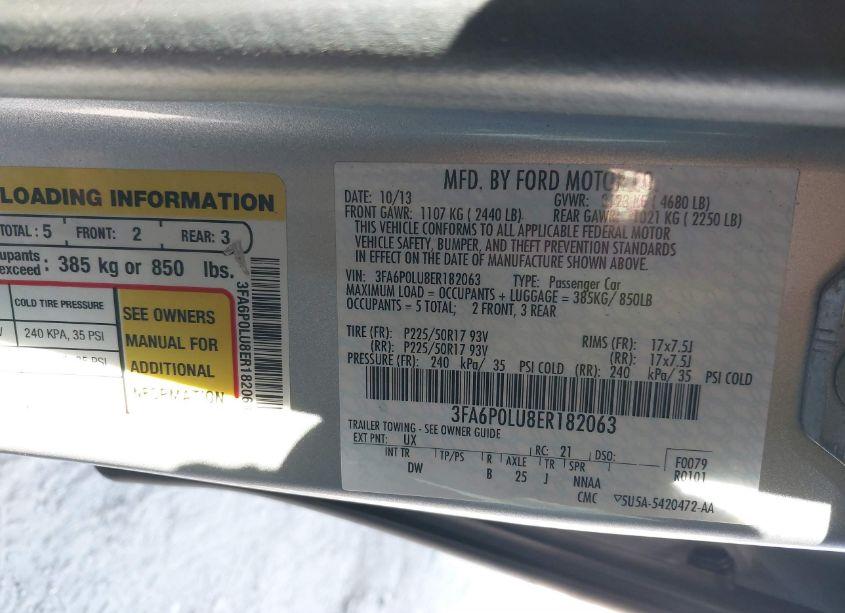 LOADING INFORMATION
TOTAL : 5 FRONT: 2 REAR: 3
upants
exceed : 385 kg or 850 lbs.
COLD TIRE PRESSURE
240 KPA, 35 PSI
35 PSI
SEE OWNERS
MANUAL FOR
ADDITIONAL
INFORMATION
3FA6P0LU8ER18206
MFD. BY FORD MOTOR CO.
DATE: 10/13 GVWR: KG ( 4680 LB)
FRONT GAWR: 1107 KG ( 2440 LB) REAR GAWR: 1021 KG ( 2250 LB)
THIS VEHICLE CONFORMS TO ALL APPLICABLE FEDERAL MOTOR
VEHICLE SAFETY, BUMPER, AND THEFT PREVENTION STANDARDS
IN EFFECT ON THE DATE OF MANUFACTURE SHOWN ABOVE.
VIN: 3FA6P0LU8ER182063 TYPE: Passenger Car
MAXIMUM LOAD = OCCUPANTS + LUGGAGE = 385KG/ 850LB
OCCUPANTS = 5 TOTAL; 2 FRONT, 3 REAR
TIRE (FR): P225/50R17 93V RIMS (FR): 17x7.5J
(RR): P225/50R17 93V (RR): 17x7.5J
PRESSURE (FR): 240 kPa/ 35 PSI COLD (RR): 240 kPa/ 35 PSI COLD
3FA6P0LU8ER182063
TRAILER TOWING - SEE OWNER GUIDE
EXT PNT: UX RC: 21 DSO: F0079
INT TR TP/PS R AXLE TR SPR R0101
DW B 25 J NNAA
CMC ▽5U5A-5420472-AA